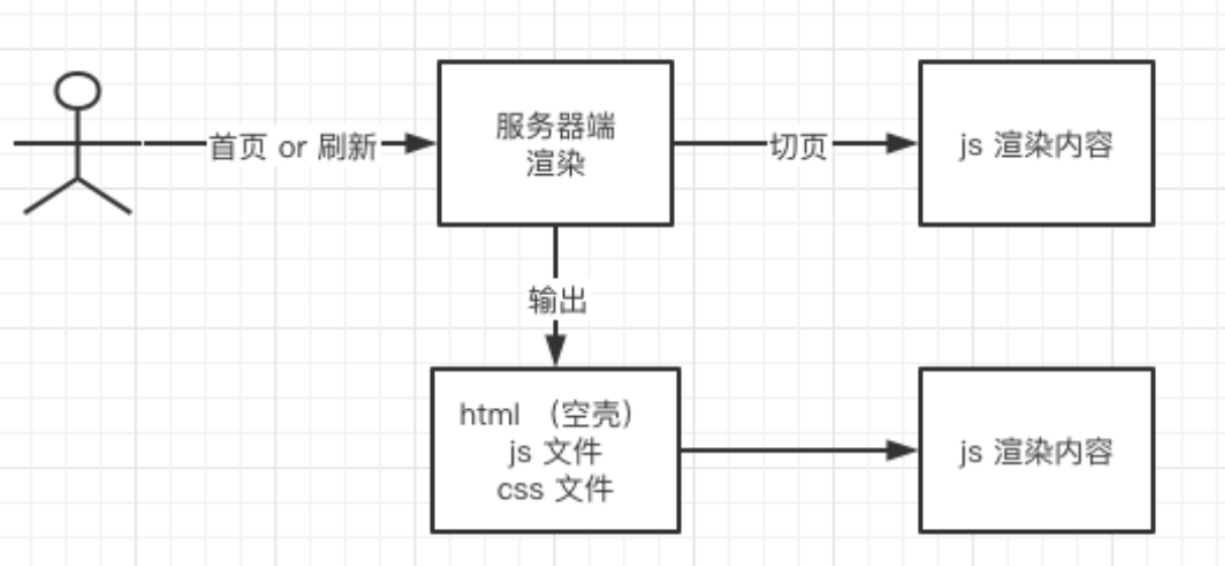 首页 or 刷新
服务器端
渲染
切页
js 渲染内容
输出
html （空壳）
js 文件
css 文件
js 渲染内容